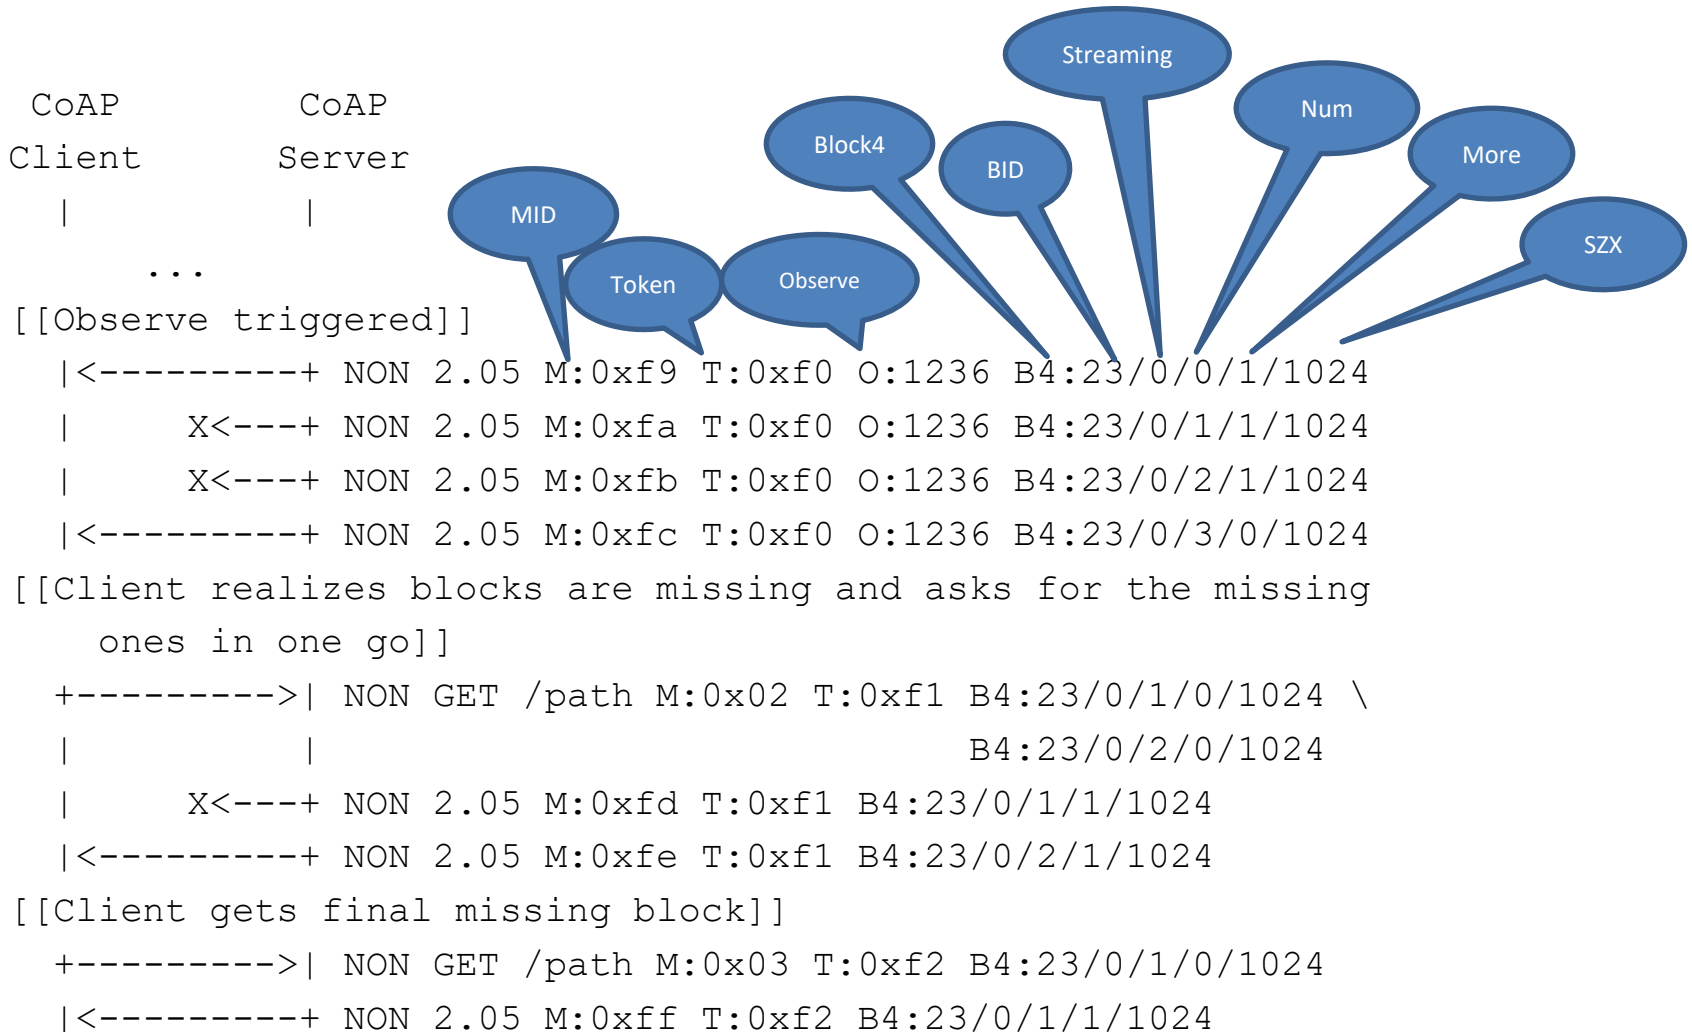 Streaming
CoAP CoAP
Client Server
Block4
BID
Num
More
MID
SZX
Token
Observe
| |
...
[[Observe triggered]]
|<---------+ NON 2.05 M:0xf9 T:0xf0 O:1236 B4:23/0/0/1/1024
| X<---+ NON 2.05 M:0xfa T:0xf0 O:1236 B4:23/0/1/1/1024
| X<---+ NON 2.05 M:0xfb T:0xf0 O:1236 B4:23/0/2/1/1024
|<---------+ NON 2.05 M:0xfc T:0xf0 O:1236 B4:23/0/3/0/1024
[[Client realizes blocks are missing and asks for the missing
ones in one go]]
+--------->| NON GET /path M:0x02 T:0xf1 B4:23/0/1/0/1024 \
| | B4:23/0/2/0/1024
| X<---+ NON 2.05 M:0xfd T:0xf1 B4:23/0/1/1/1024
|<---------+ NON 2.05 M:0xfe T:0xf1 B4:23/0/2/1/1024
[[Client gets final missing block]]
+--------->| NON GET /path M:0x03 T:0xf2 B4:23/0/1/0/1024
|<---------+ NON 2.05 M:0xff T:0xf2 B4:23/0/1/1/1024